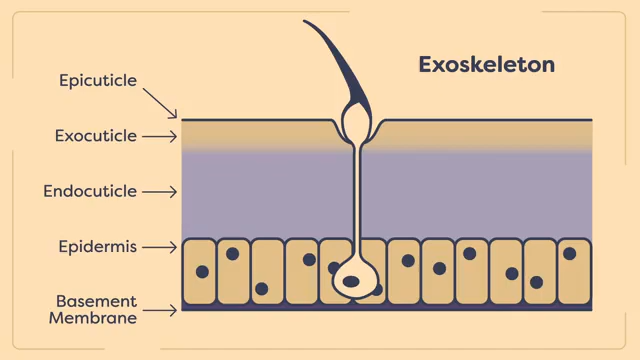 Exoskeleton
Epicuticle
Exocuticle
Endocuticle
Epidermis
Basement
Membrane